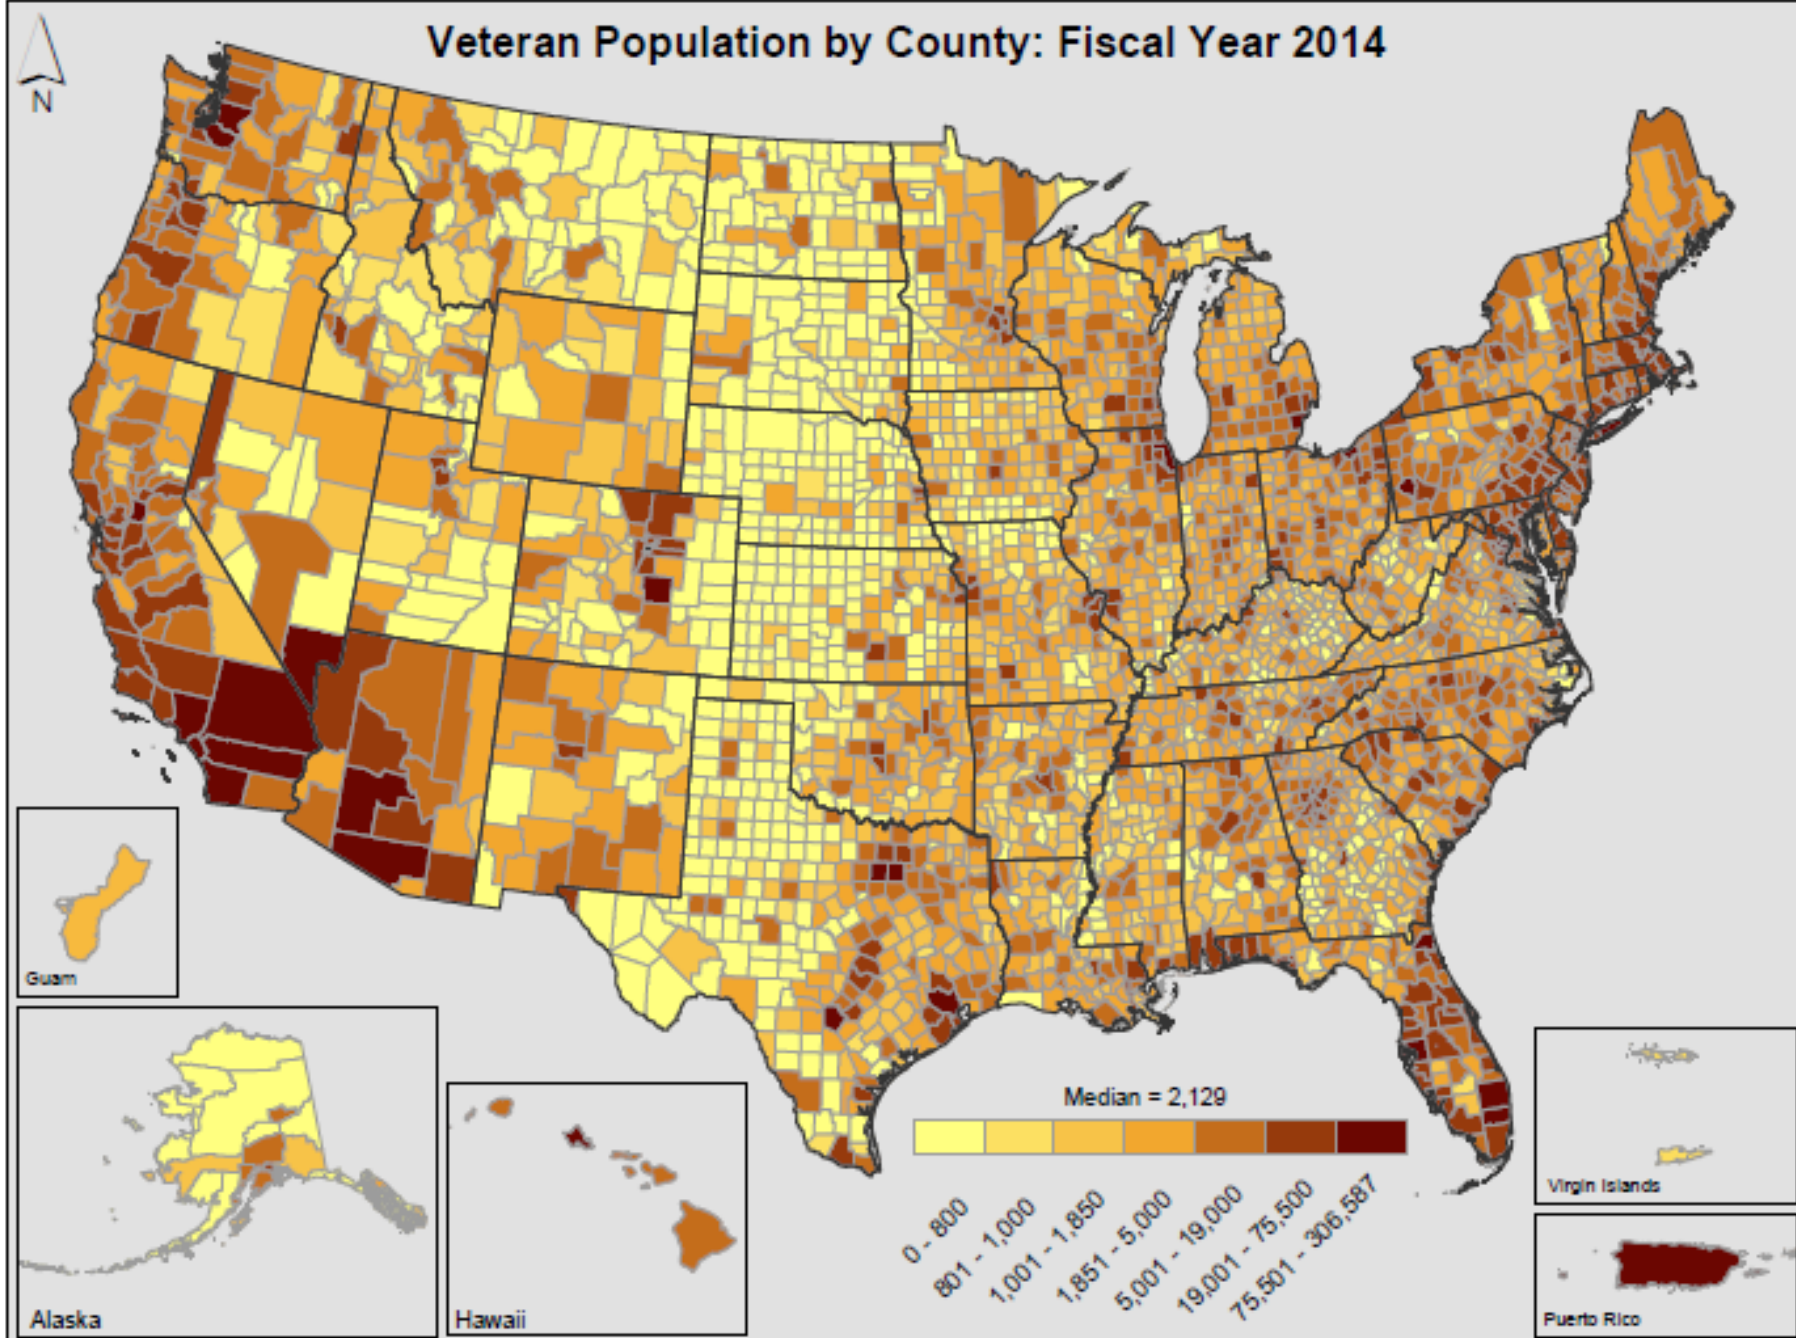 Veteran Population by County: Fiscal Year 2014
N
Guam
Alaska
Hawaii
Median = 2,129
0 - 800
801 - 1,000
1,001 - 1,850
1,851 - 5,000
5,001 - 19,000
19,001 - 75,500
75,501 - 306,587
Virgin Islands
Puerto Rico